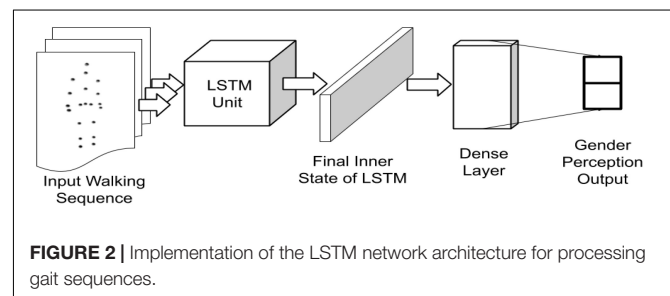 LSTM
Unit
Input Walking
Sequence
Final Inner
State of LSTM
Dense
Layer
Gender
Perception
Output
FIGURE 2 | Implementation of the LSTM network architecture for processing
gait sequences.